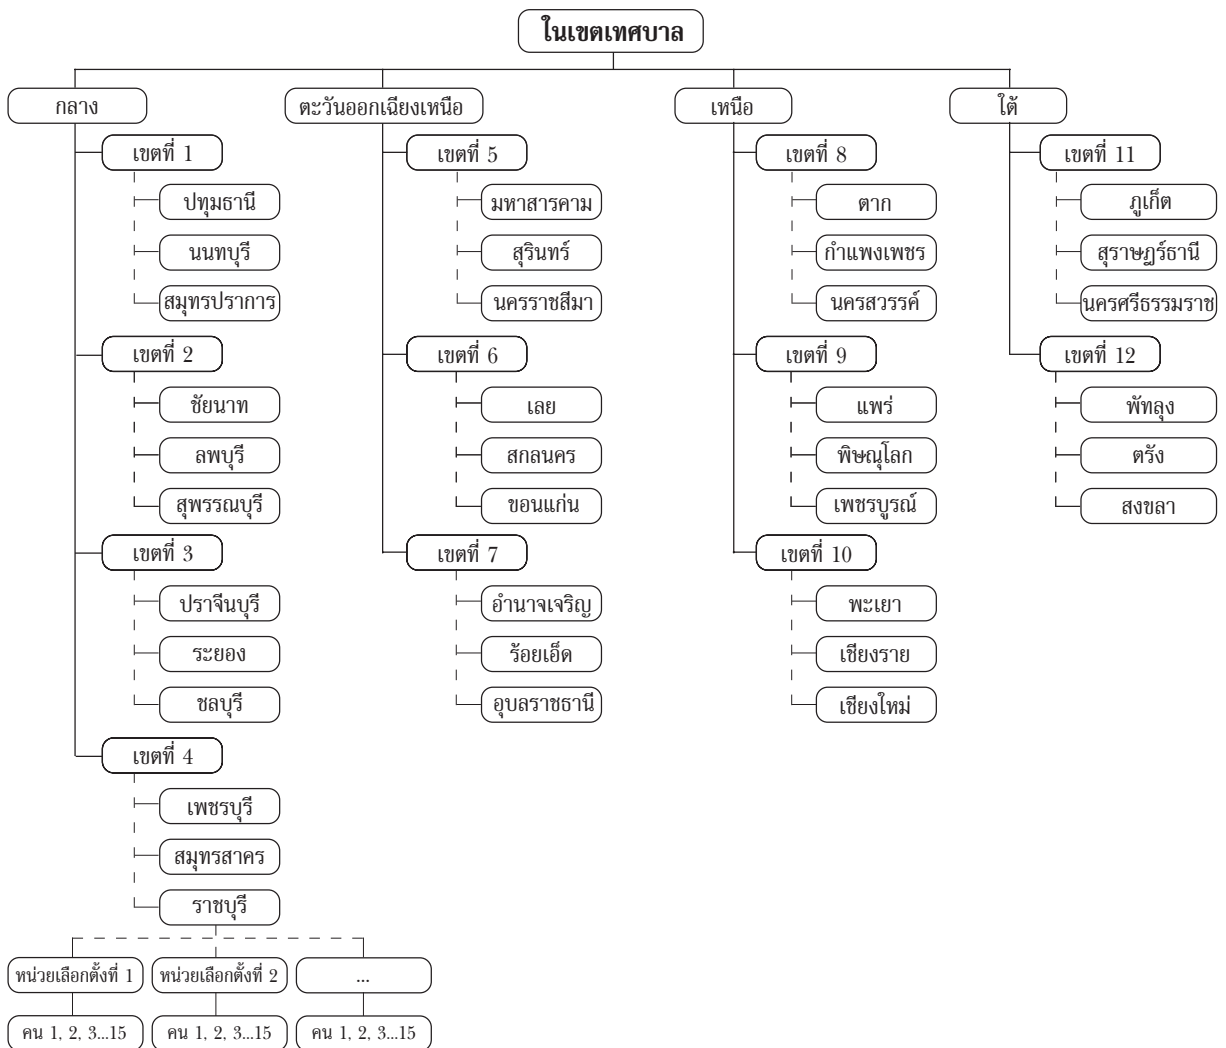 ในเขตเทศบาล
กลาง
ตะวันออกเฉียงเหนือ
เหนือ
ใต้
เขตที่ 1
ปทุมธานี
นนทบุรี
สมุทรปราการ
เขตที่ 2
ชัยนาท
ลพบุรี
สุพรรณบุรี
เขตที่ 3
ปราจีนบุรี
ระยอง
ชลบุรี
เขตที่ 4
เพชรบุรี
สมุทรสาคร
ราชบุรี
หน่วยเลือกตั้งที่ 1
หน่วยเลือกตั้งที่ 2
...
คน 1, 2, 3...15
คน 1, 2, 3...15
คน 1, 2, 3...15
เขตที่ 5
มหาสารคาม
สุรินทร์
นครราชสีมา
เขตที่ 6
เลย
สกลนคร
ขอนแก่น
เขตที่ 7
อำนาจเจริญ
ร้อยเอ็ด
อุบลราชธานี
เขตที่ 8
ตาก
กำแพงเพชร
นครสวรรค์
เขตที่ 9
แพร่
พิษณุโลก
เพชรบูรณ์
เขตที่ 10
พะเยา
เชียงราย
เชียงใหม่
เขตที่ 11
ภูเก็ต
สุราษฎร์ธานี
นครศรีธรรมราช
เขตที่ 12
พัทลุง
ตรัง
สงขลา